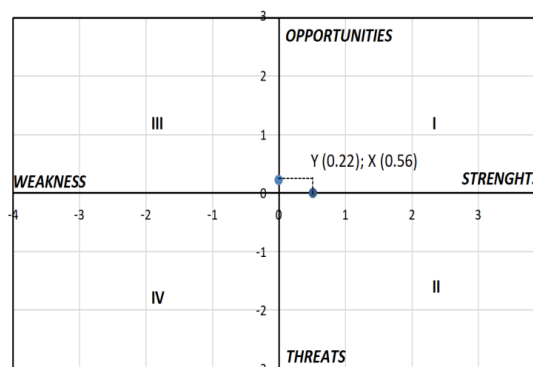 3
OPPORTUNITIES
2
III
I
1
Y (0.22); X (0.56)
WEAKNESS
STRENGHTS
0
-4
-3
-2
-1
0
1
2
3
-1
IV
II
-2
THREATS